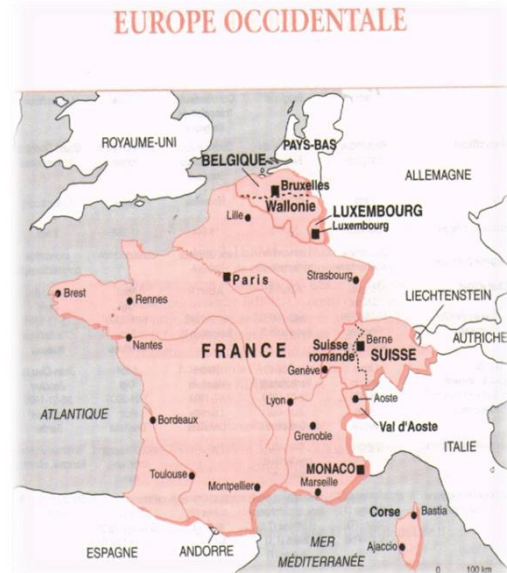 EUROPE OCCIDENTALE
ROYAUME-UNI
PAYS-BAS
BELGIQUE
ALLEMAGNE
Bruxelles
Wallonie
LUXEMBOURG
Lille
Luxembourg
Paris
Strasbourg
Brest
Rennes
LIECHTENSTEIN
Nantes
FRANCE
Suisse
romande
Berne
SUISSE
AUTRICHE
Genève
Lyon
Aoste
ATLANTIQUE
Bordeaux
Grenoble
Val d'Aoste
ITALIE
Toulouse
Montpellier
MONACO
Marseille
Corse
Bastia
ESPAGNE
ANDORRE
MER
MÉDITERRANÉE
Ajaccio
0 100 km